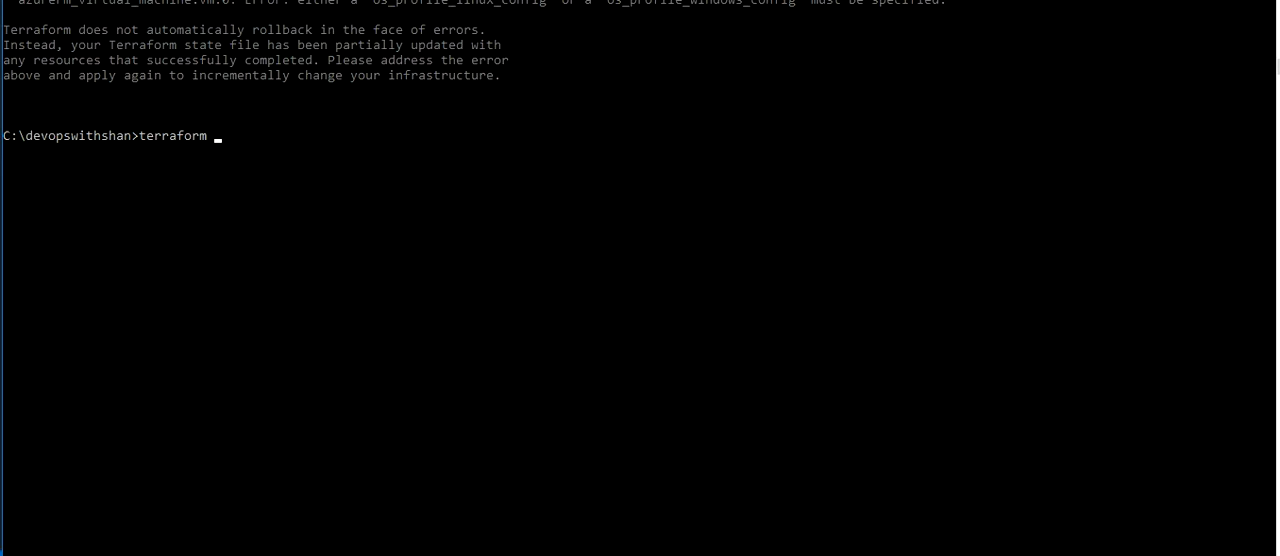 azurerm_virtual_machine.vm.6: Error: either a `os_profile_linux_config` or a `os_profile_windows_config` must be specified.
Terraform does not automatically rollback in the face of errors.
Instead, your Terraform state file has been partially updated with
any resources that successfully completed. Please address the error
above and apply again to incrementally change your infrastructure.
C:\devopswithshan>terraform